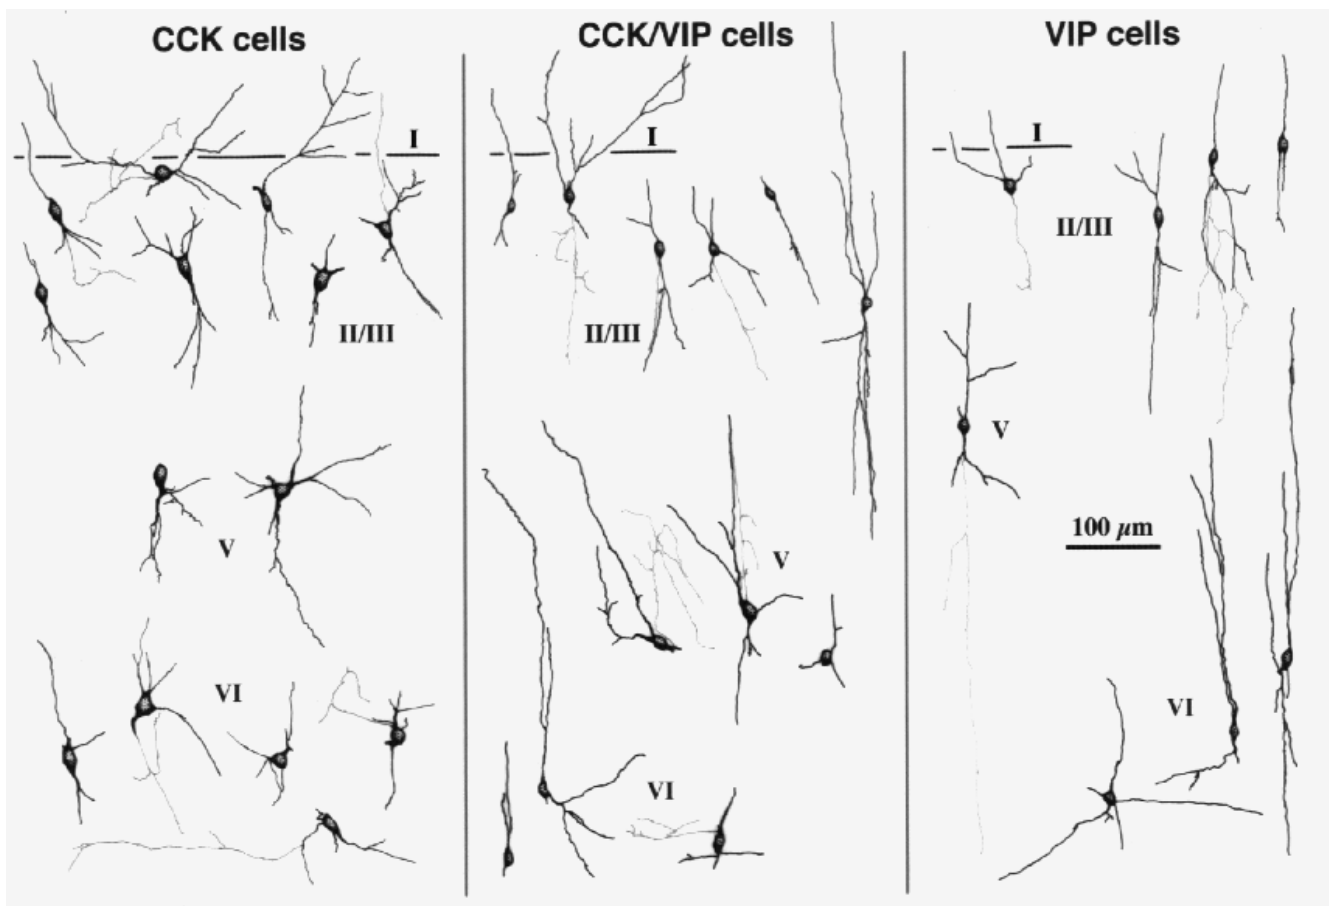 CCK cells
CCK/VIP cells
VIP cells
I
I
I
II/III
II/III
II/III
V
V
V
100 μm
VI
VI
VI